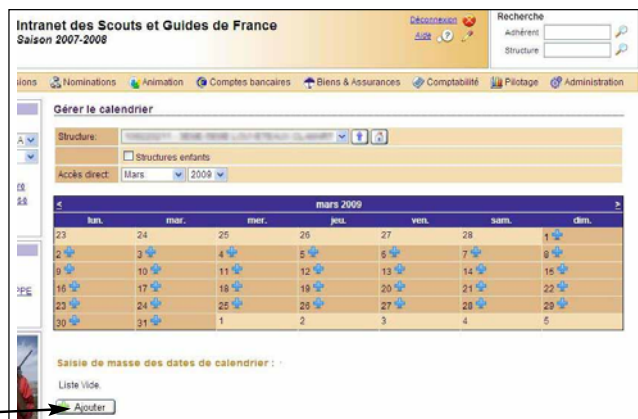 Intranet des Scouts et Guides de France
Saison 2007-2008
Déconnexion
Aide
Recherche
Adhérent
Structure
ions Nominations Animation Comptes bancaires Biens & Assurances Comptabilité Pilotage Administration
Gérer le calendrier
Structure:
Structures enfants
Accès direct: Mars 2009
< mars 2009 >
lun. mar. mer. jeu. ven. sam. dim.
23 24 25 26 27 28 1
2 3 4 5 6 7 8
9 10 11 12 13 14 15
16 17 18 19 20 21 22
23 24 25 26 27 28 29
30 31 1 2 3 4 5
Saisie de masse des dates de calendrier :
Liste Vide.
Ajouter